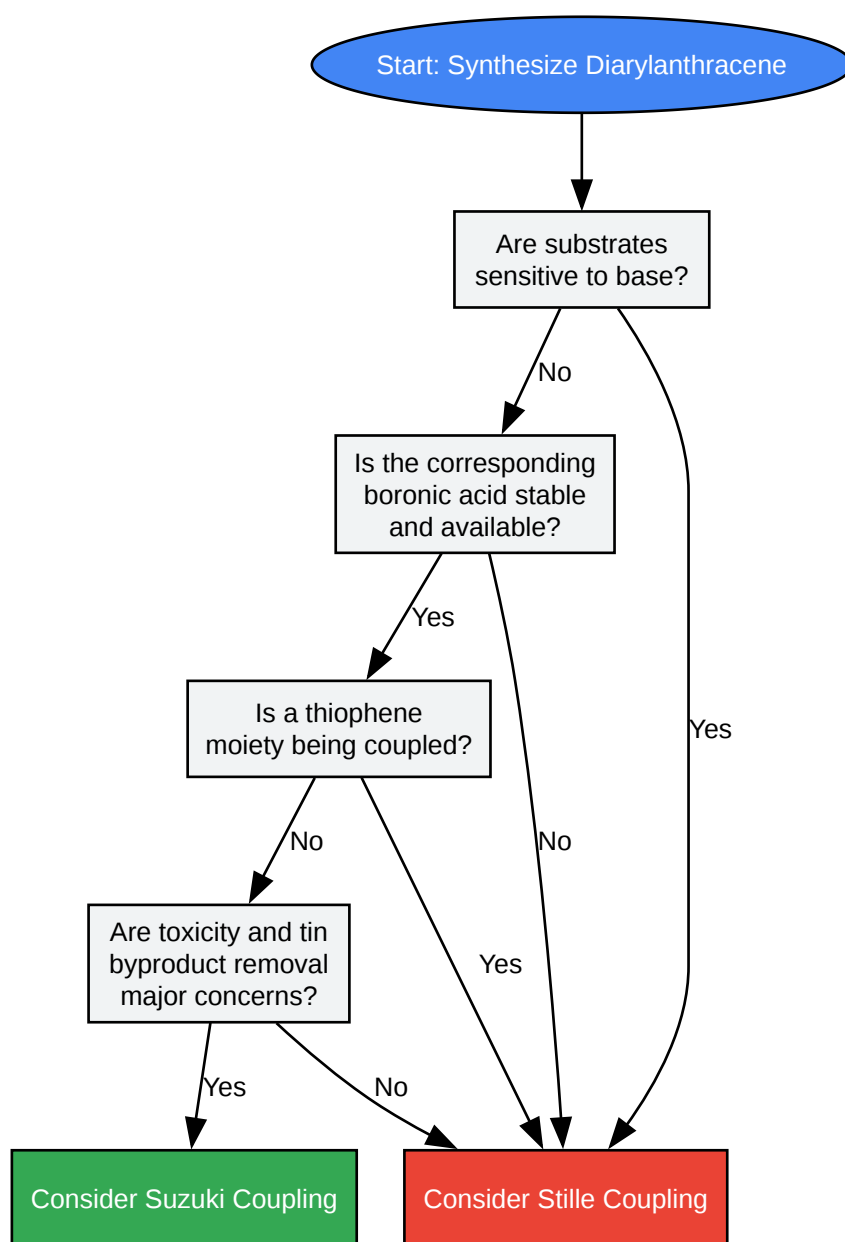 Start: Synthesize Diarylanthracene
Are substrates
sensitive to base?
No
Is the corresponding
boronic acid stable
and available?
Yes
Is a thiophene
moiety being coupled?
Yes
No
No
Are toxicity and tin
byproduct removal
major concerns?
Yes
Yes
No
Consider Suzuki Coupling
Consider Stille Coupling